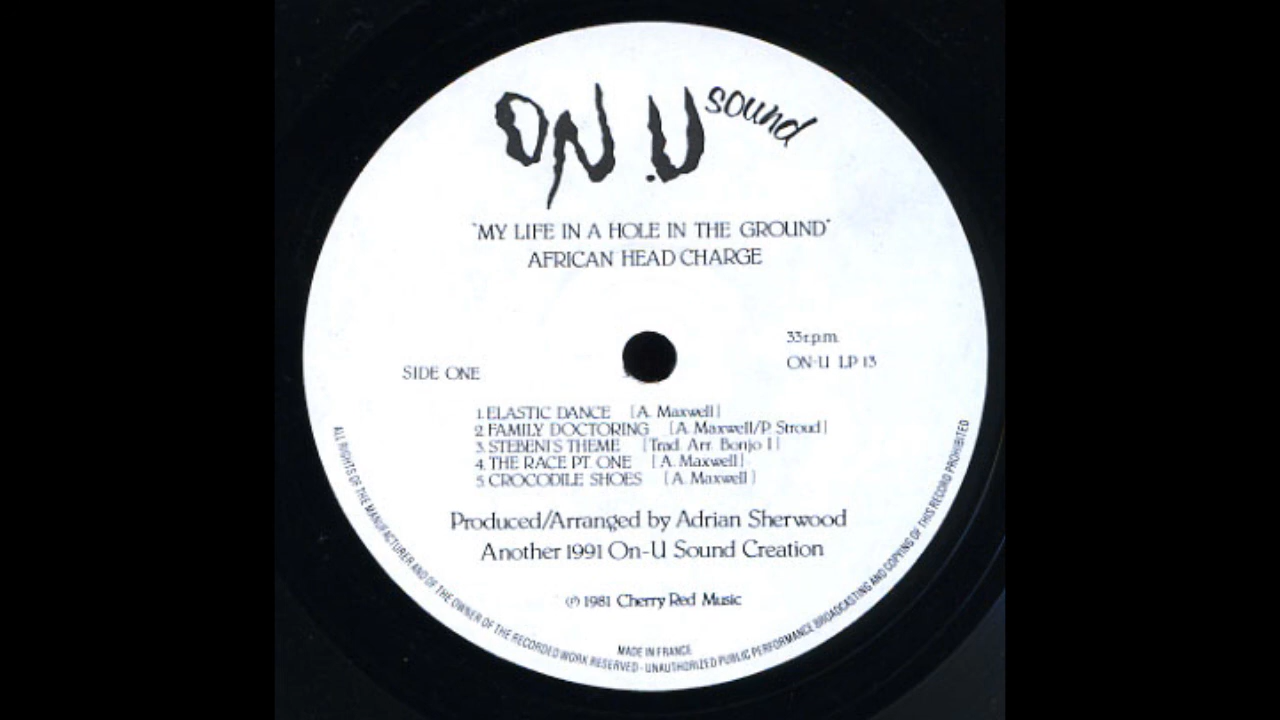 ON.U sound
"MY LIFE IN A HOLE IN THE GROUND"
AFRICAN HEAD CHARGE
33r.p.m.
ON-U LP 13
SIDE ONE
1. ELASTIC DANCE [A. Maxwell]
2. FAMILY DOCTORING [A. Maxwell/P. Stroud]
3. STEBENI'S THEME [Trad. Arr. Bonjo I]
4. THE RACE PT. ONE [A. Maxwell]
5. CROCODILE SHOES [A. Maxwell]
Produced/Arranged by Adrian Sherwood
Another 1991 On-U Sound Creation
℗ 1981 Cherry Red Music
MADE IN FRANCE
ALL RIGHTS OF THE MANUFACTURER AND OF THE OWNER OF THE RECORDED WORK RESERVED - UNAUTHORIZED PUBLIC PERFORMANCE BROADCASTING AND COPYING OF THIS RECORD PROHIBITED